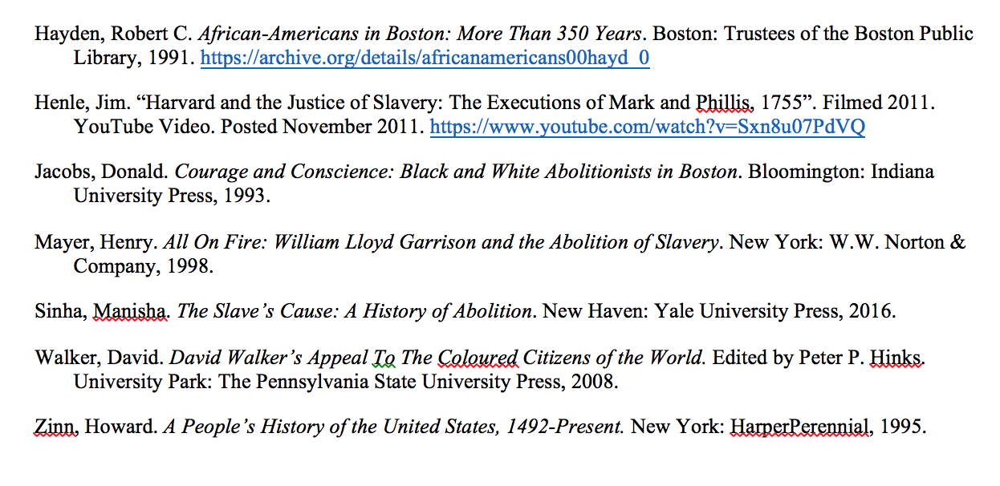 Hayden, Robert C. African-Americans in Boston: More Than 350 Years. Boston: Trustees of the Boston Public
Library, 1991. https://archive.org/details/africanamericans00hayd_0
Henle, Jim. “Harvard and the Justice of Slavery: The Executions of Mark and Phillis, 1755”. Filmed 2011.
YouTube Video. Posted November 2011. https://www.youtube.com/watch?v=Sxn8u07PdVQ
Jacobs, Donald. Courage and Conscience: Black and White Abolitionists in Boston. Bloomington: Indiana
University Press, 1993.
Mayer, Henry. All On Fire: William Lloyd Garrison and the Abolition of Slavery. New York: W.W. Norton &
Company, 1998.
Sinha, Manisha. The Slave’s Cause: A History of Abolition. New Haven: Yale University Press, 2016.
Walker, David. David Walker’s Appeal To The Coloured Citizens of the World. Edited by Peter P. Hinks.
University Park: The Pennsylvania State University Press, 2008.
Zinn, Howard. A People’s History of the United States, 1492-Present. New York: HarperPerennial, 1995.